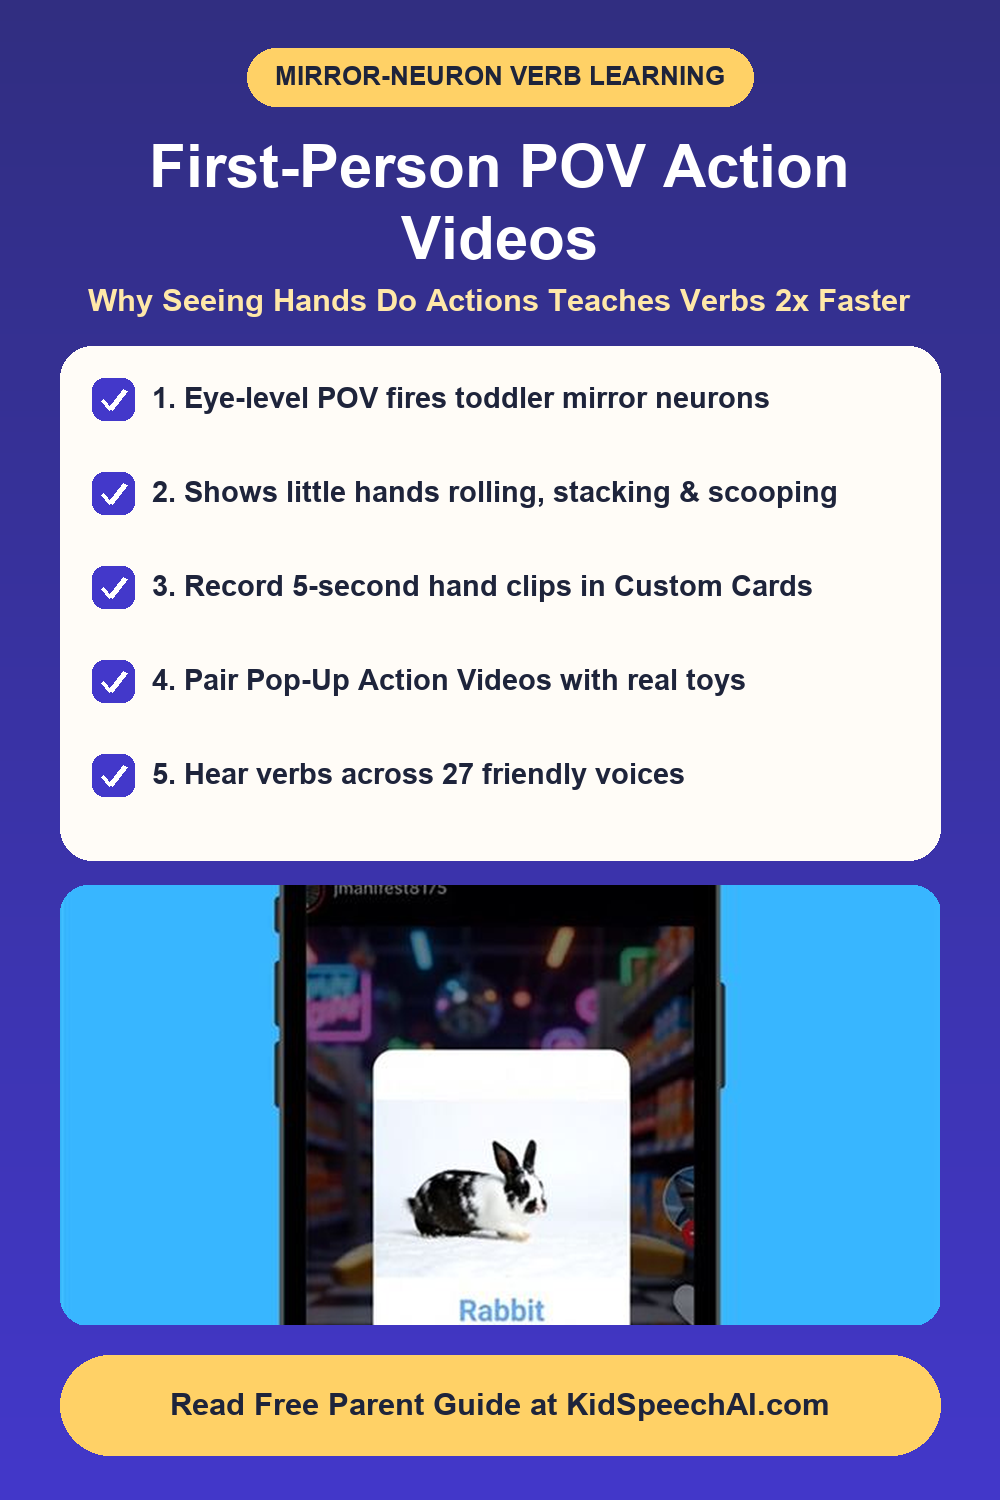 MIRROR-NEURON VERB LEARNING
First-Person POV Action
Videos
Why Seeing Hands Do Actions Teaches Verbs 2x Faster
1. Eye-level POV fires toddler mirror neurons
2. Shows little hands rolling, stacking & scooping
3. Record 5-second hand clips in Custom Cards
4. Pair Pop-Up Action Videos with real toys
5. Hear verbs across 27 friendly voices
jmanifest8175
Rabbit
Read Free Parent Guide at KidSpeechAI.com